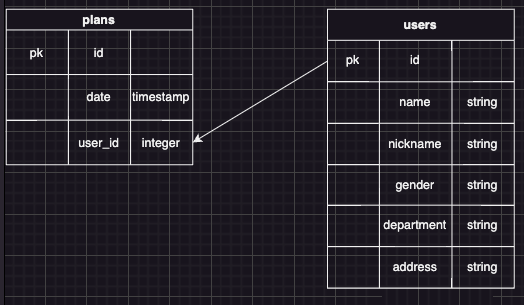 plans
pk id
date timestamp
user_id integer
users
pk id
name string
nickname string
gender string
department string
address string